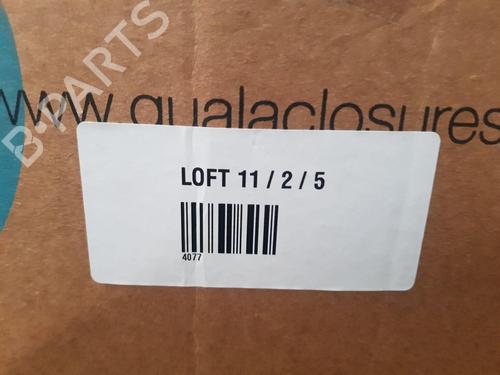 www.gualaclosures
B-PARTS
LOFT 11 / 2 / 5
4077